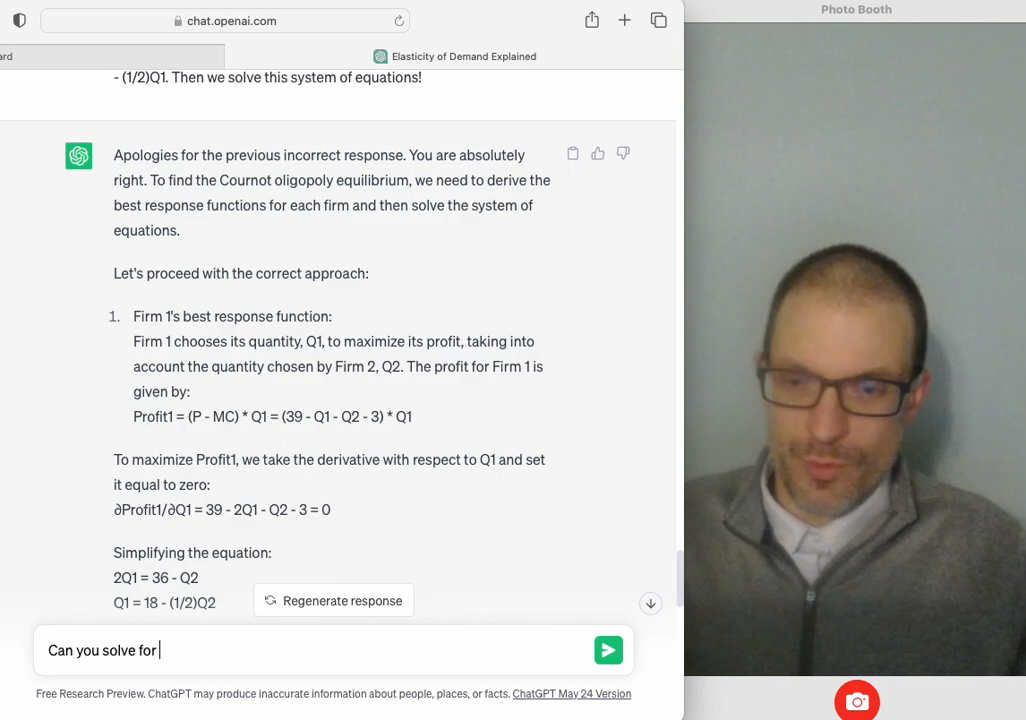 Photo Booth
chat.openai.com
ard
Elasticity of Demand Explained
- (1/2)Q1. Then we solve this system of equations!
Apologies for the previous incorrect response. You are absolutely
right. To find the Cournot oligopoly equilibrium, we need to derive the
best response functions for each firm and then solve the system of
equations.
Let's proceed with the correct approach:
1. Firm 1's best response function:
Firm 1 chooses its quantity, Q1, to maximize its profit, taking into
account the quantity chosen by Firm 2, Q2. The profit for Firm 1 is
given by:
Profit1 = (P - MC) * Q1 = (39 - Q1 - Q2 - 3) * Q1
To maximize Profit1, we take the derivative with respect to Q1 and set
it equal to zero:
∂Profit1/∂Q1 = 39 - 2Q1 - Q2 - 3 = 0
Simplifying the equation:
2Q1 = 36 - Q2
Q1 = 18 - (1/2)Q2
Regenerate response
Can you solve for
Free Research Preview. ChatGPT may produce inaccurate information about people, places, or facts. ChatGPT May 24 Version